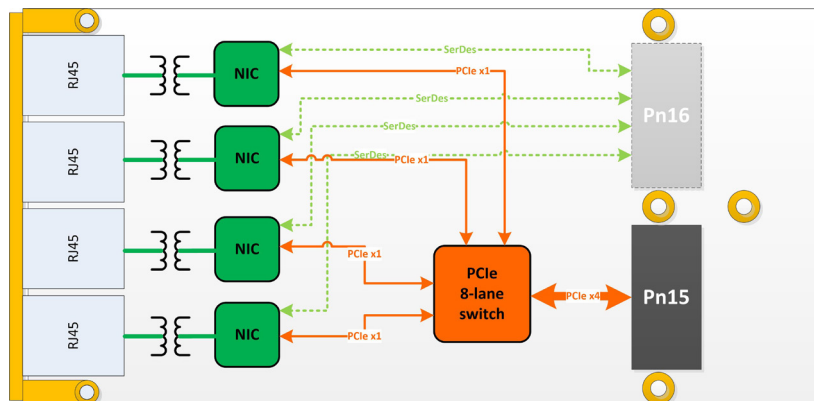 SerDes
RJ45
NIC
PCIe x1
Pn16
SerDes
SerDes
RJ45
NIC
SerDes
PCIe x1
RJ45
NIC
PCIe x1
PCIe
8-lane
switch
PCIe x4
Pn15
RJ45
NIC
PCIe x1